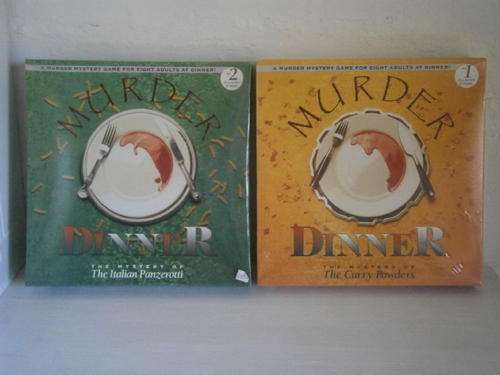 A MURDER MYSTERY GAME FOR EIGHT ADULTS AT DINNER!
2
MURDER
DINNER
THE MYSTERY OF
The Italian Panzerotti
A MURDER MYSTERY GAME FOR EIGHT ADULTS AT DINNER!
1
MURDER
DINNER
THE MYSTERY OF
The Curry Powders